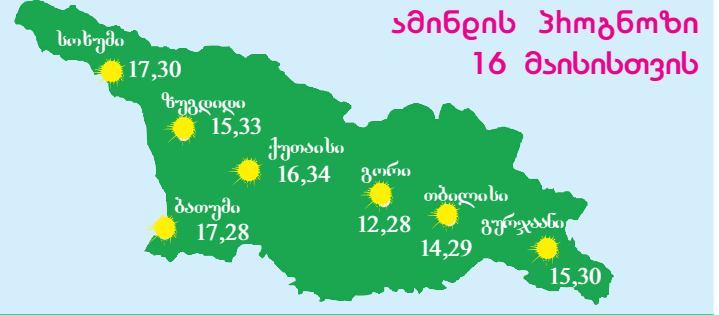 ამინდის პროგნოზი
16 მაისისთვის
სოხუმი
17,30
ზუგდიდი
15,33
ქუთაისი
16,34
გორი
12,28
თბილისი
14,29
ბათუმი
17,28
გურჯაანი
15,30